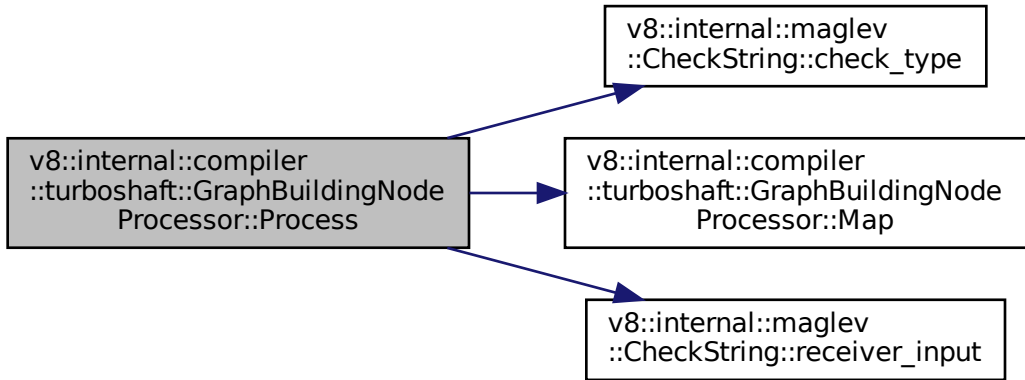 v8::internal::maglev
::CheckString::check_type
v8::internal::compiler
::turboshaft::GraphBuildingNode
Processor::Process
v8::internal::compiler
::turboshaft::GraphBuildingNode
Processor::Map
v8::internal::maglev
::CheckString::receiver_input